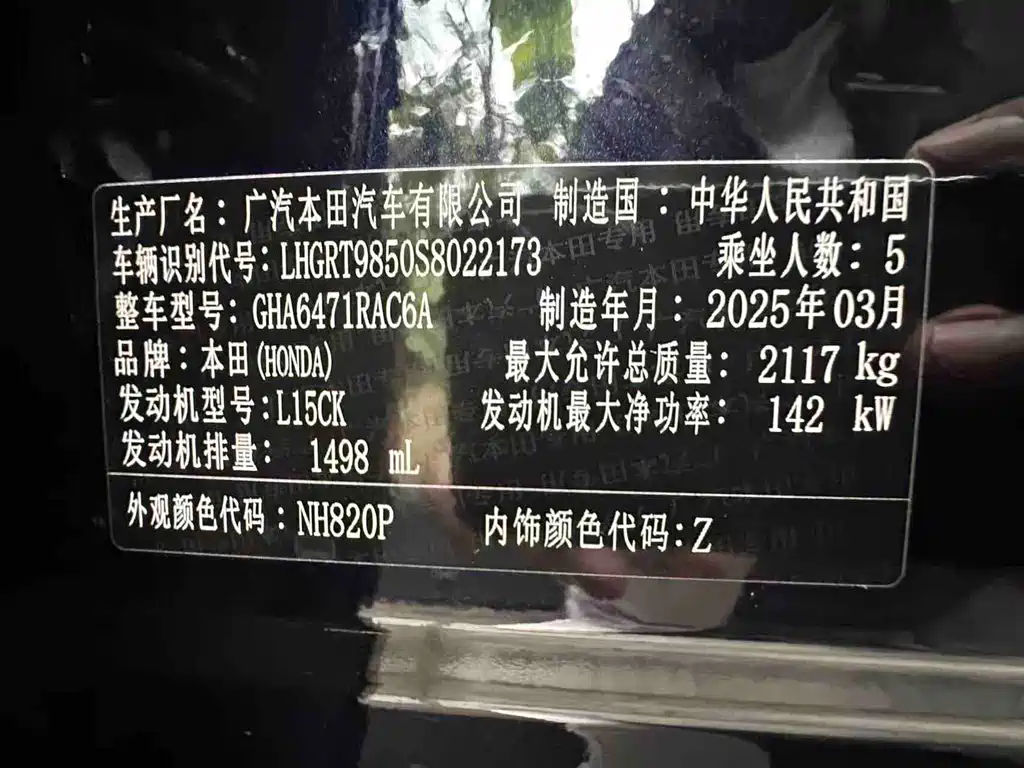 生产厂名：广汽本田汽车有限公司 制造国：中华人民共和国
车辆识别代号：LHGRT9850S8022173 乘坐人数：5
整车型号：GHA6471RAC6A 制造年月：2025年03月
品牌：本田(HONDA) 最大允许总质量：2117 kg
发动机型号：L15CK 发动机最大净功率：142 kW
发动机排量：1498 mL
外观颜色代码：NH820P 内饰颜色代码：Z